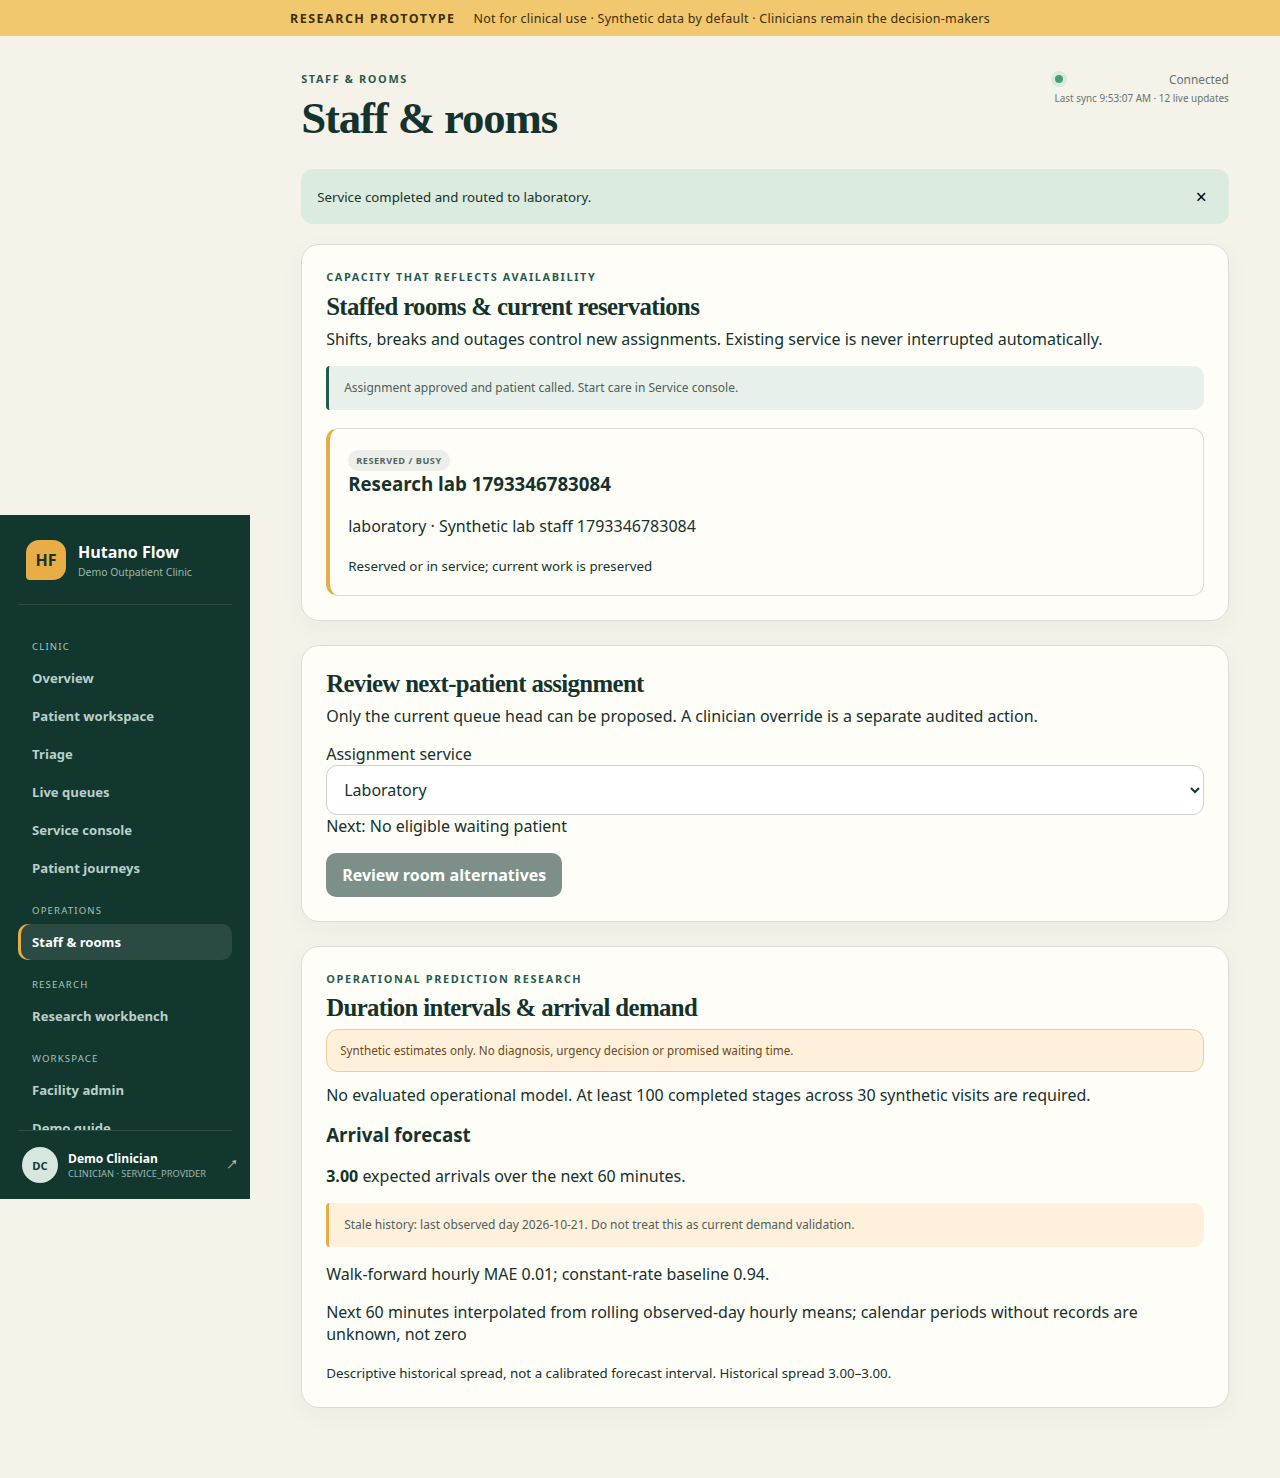 RESEARCH PROTOTYPE Not for clinical use · Synthetic data by default · Clinicians remain the decision-makers
HF
Hutano Flow
Demo Outpatient Clinic
CLINIC
Overview
Patient workspace
Triage
Live queues
Service console
Patient journeys
OPERATIONS
Staff & rooms
RESEARCH
Research workbench
WORKSPACE
Facility admin
Demo guide
DC
Demo Clinician
CLINICIAN · SERVICE_PROVIDER
↗
STAFF & ROOMS
Staff & rooms
Connected
Last sync 9:53:07 AM · 12 live updates
Service completed and routed to laboratory. ×
CAPACITY THAT REFLECTS AVAILABILITY
Staffed rooms & current reservations
Shifts, breaks and outages control new assignments. Existing service is never interrupted automatically.
Assignment approved and patient called. Start care in Service console.
RESERVED / BUSY
Research lab 1793346783084
laboratory · Synthetic lab staff 1793346783084
Reserved or in service; current work is preserved
Review next-patient assignment
Only the current queue head can be proposed. A clinician override is a separate audited action.
Assignment service
Laboratory
Next: No eligible waiting patient
Review room alternatives
OPERATIONAL PREDICTION RESEARCH
Duration intervals & arrival demand
Synthetic estimates only. No diagnosis, urgency decision or promised waiting time.
No evaluated operational model. At least 100 completed stages across 30 synthetic visits are required.
Arrival forecast
3.00 expected arrivals over the next 60 minutes.
Stale history: last observed day 2026-10-21. Do not treat this as current demand validation.
Walk-forward hourly MAE 0.01; constant-rate baseline 0.94.
Next 60 minutes interpolated from rolling observed-day hourly means; calendar periods without records are
unknown, not zero
Descriptive historical spread, not a calibrated forecast interval. Historical spread 3.00–3.00.